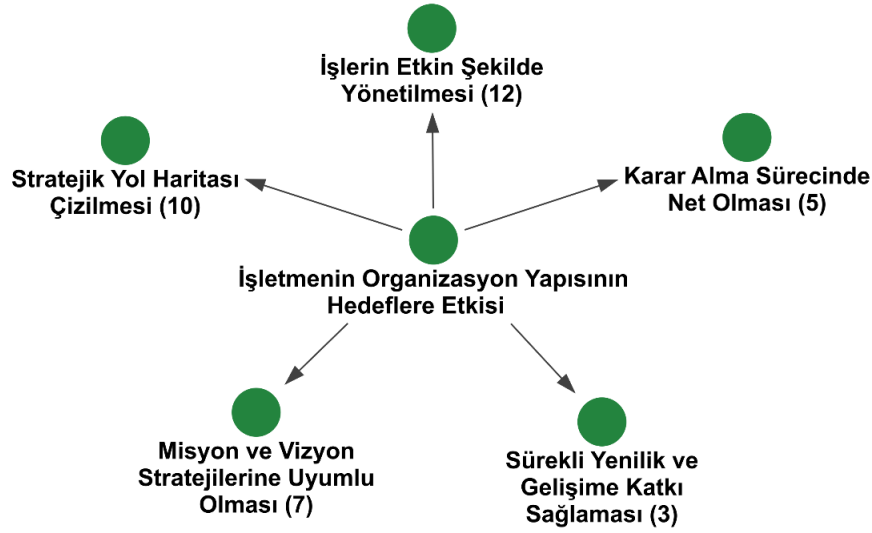 İşlerin Etkin Şekilde
Yönetilmesi (12)
Stratejik Yol Haritası
Çizilmesi (10)
Karar Alma Sürecinde
Net Olması (5)
İşletmenin Organizasyon Yapısının
Hedeflere Etkisi
Misyon ve Vizyon
Stratejilerine Uyumlu
Olması (7)
Sürekli Yenilik ve
Gelişime Katkı
Sağlaması (3)